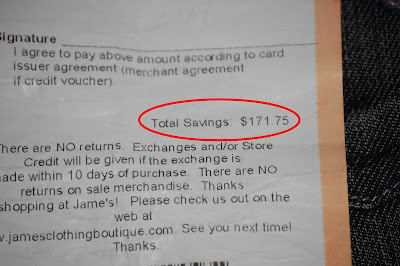 Signature
I agree to pay above amount according to card
issuer agreement (merchant agreement
if credit voucher).
Total Savings: $171.75
There are NO returns. Exchanges and/or Store
Credit will be given if the exchange is
made within 10 days of purchase. There are NO
returns on sale merchandise. Thanks
shopping at Jame's! Please check us out on the
web at
w.jamesclothingboutique.com. See you next time!
Thanks.